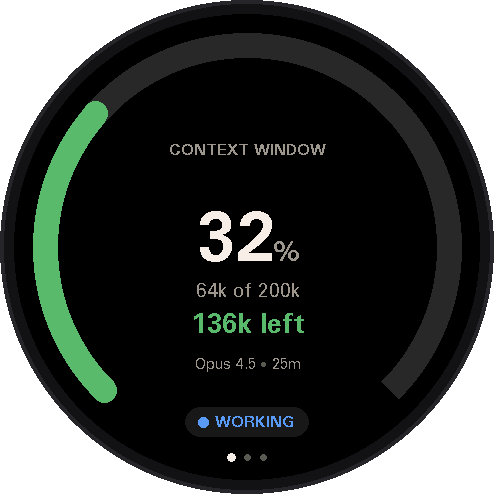 CONTEXT WINDOW
32%
64k of 200k
136k left
Opus 4.5 • 25m
WORKING